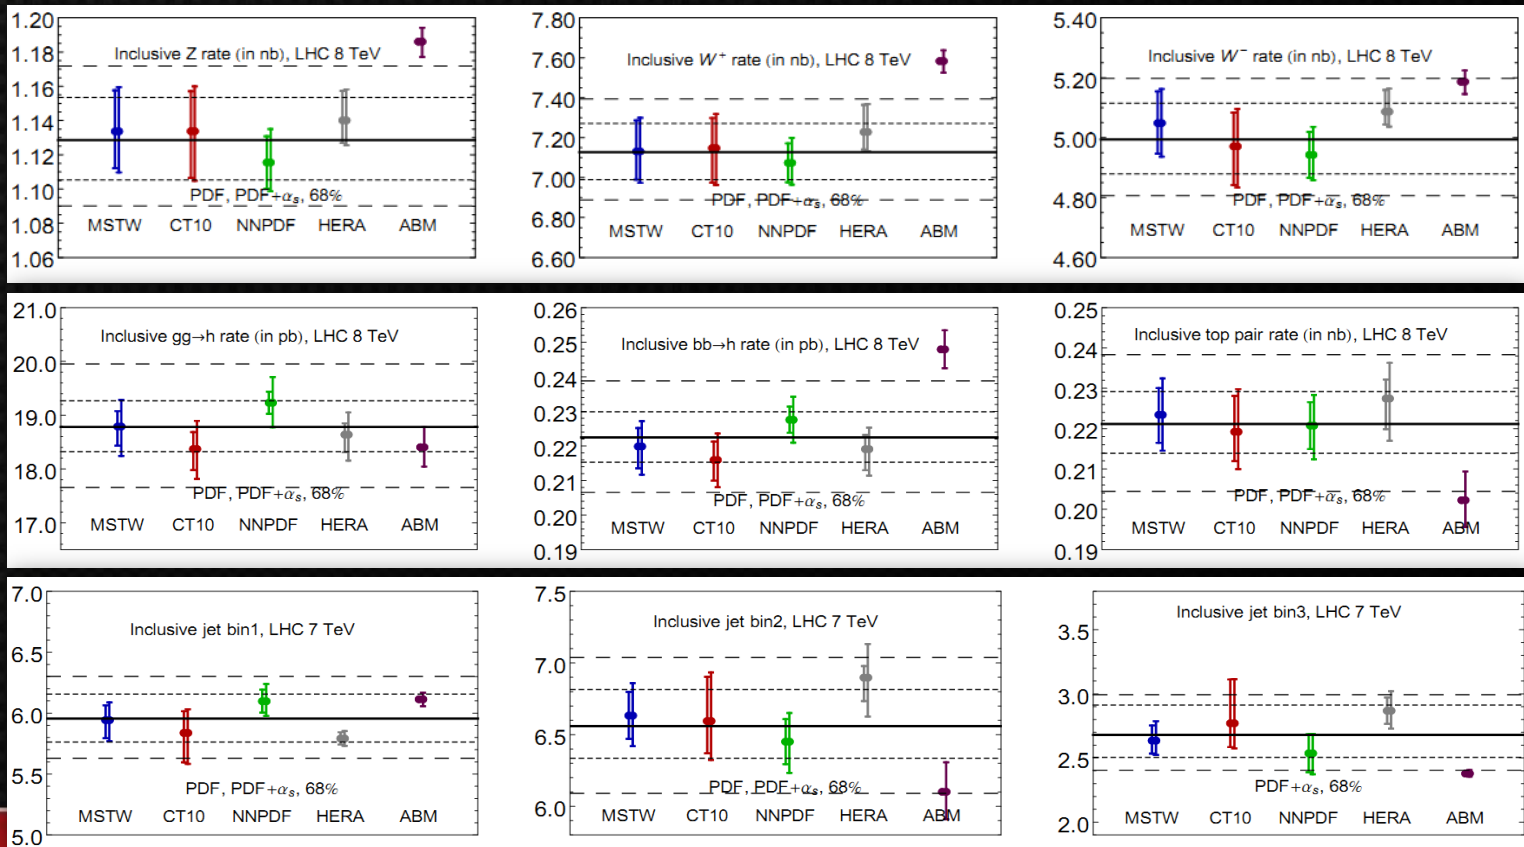 1.20
1.18
1.16
1.14
1.12
1.10
1.08
1.06
Inclusive Z rate (in nb), LHC 8 TeV
PDF, PDF+αs, 68%
MSTW CT10 NNPDF HERA ABM
7.80
7.60
7.40
7.20
7.00
6.80
6.60
Inclusive W+ rate (in nb), LHC 8 TeV
PDF, PDF+αs, 68%
MSTW CT10 NNPDF HERA ABM
5.40
5.20
5.00
4.80
4.60
Inclusive W− rate (in nb), LHC 8 TeV
PDF, PDF+αs, 68%
MSTW CT10 NNPDF HERA ABM
21.0
20.0
19.0
18.0
17.0
Inclusive gg→h rate (in pb), LHC 8 TeV
PDF, PDF+αs, 68%
MSTW CT10 NNPDF HERA ABM
0.26
0.25
0.24
0.23
0.22
0.21
0.20
0.19
Inclusive bb→h rate (in pb), LHC 8 TeV
PDF, PDF+αs, 68%
MSTW CT10 NNPDF HERA ABM
0.25
0.24
0.23
0.22
0.21
0.20
0.19
Inclusive top pair rate (in nb), LHC 8 TeV
PDF, PDF+αs, 68%
MSTW CT10 NNPDF HERA ABM
7.0
6.5
6.0
5.5
5.0
Inclusive jet bin1, LHC 7 TeV
PDF, PDF+αs, 68%
MSTW CT10 NNPDF HERA ABM
7.5
7.0
6.5
6.0
Inclusive jet bin2, LHC 7 TeV
PDF, PDF+αs, 68%
MSTW CT10 NNPDF HERA ABM
3.5
3.0
2.5
2.0
Inclusive jet bin3, LHC 7 TeV
PDF+αs, 68%
MSTW CT10 NNPDF HERA ABM